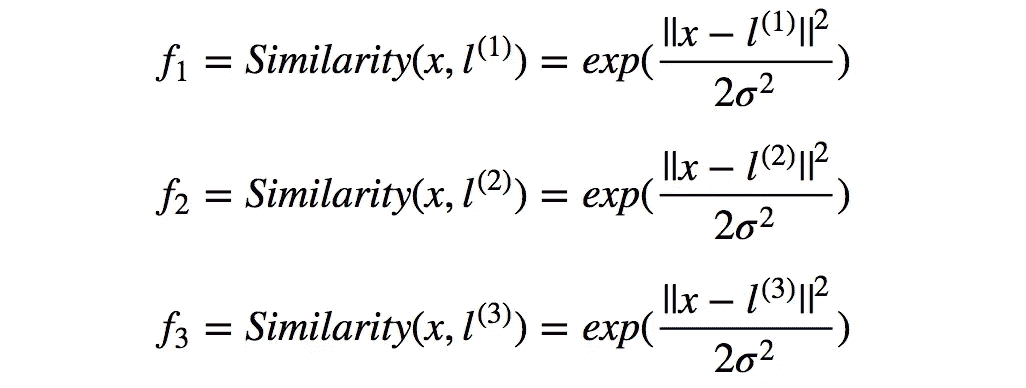 f₁ = Similarity(x, l⁽¹⁾) = exp(||x − l⁽¹⁾||² / 2σ²)
f₂ = Similarity(x, l⁽²⁾) = exp(||x − l⁽²⁾||² / 2σ²)
f₃ = Similarity(x, l⁽³⁾) = exp(||x − l⁽³⁾||² / 2σ²)